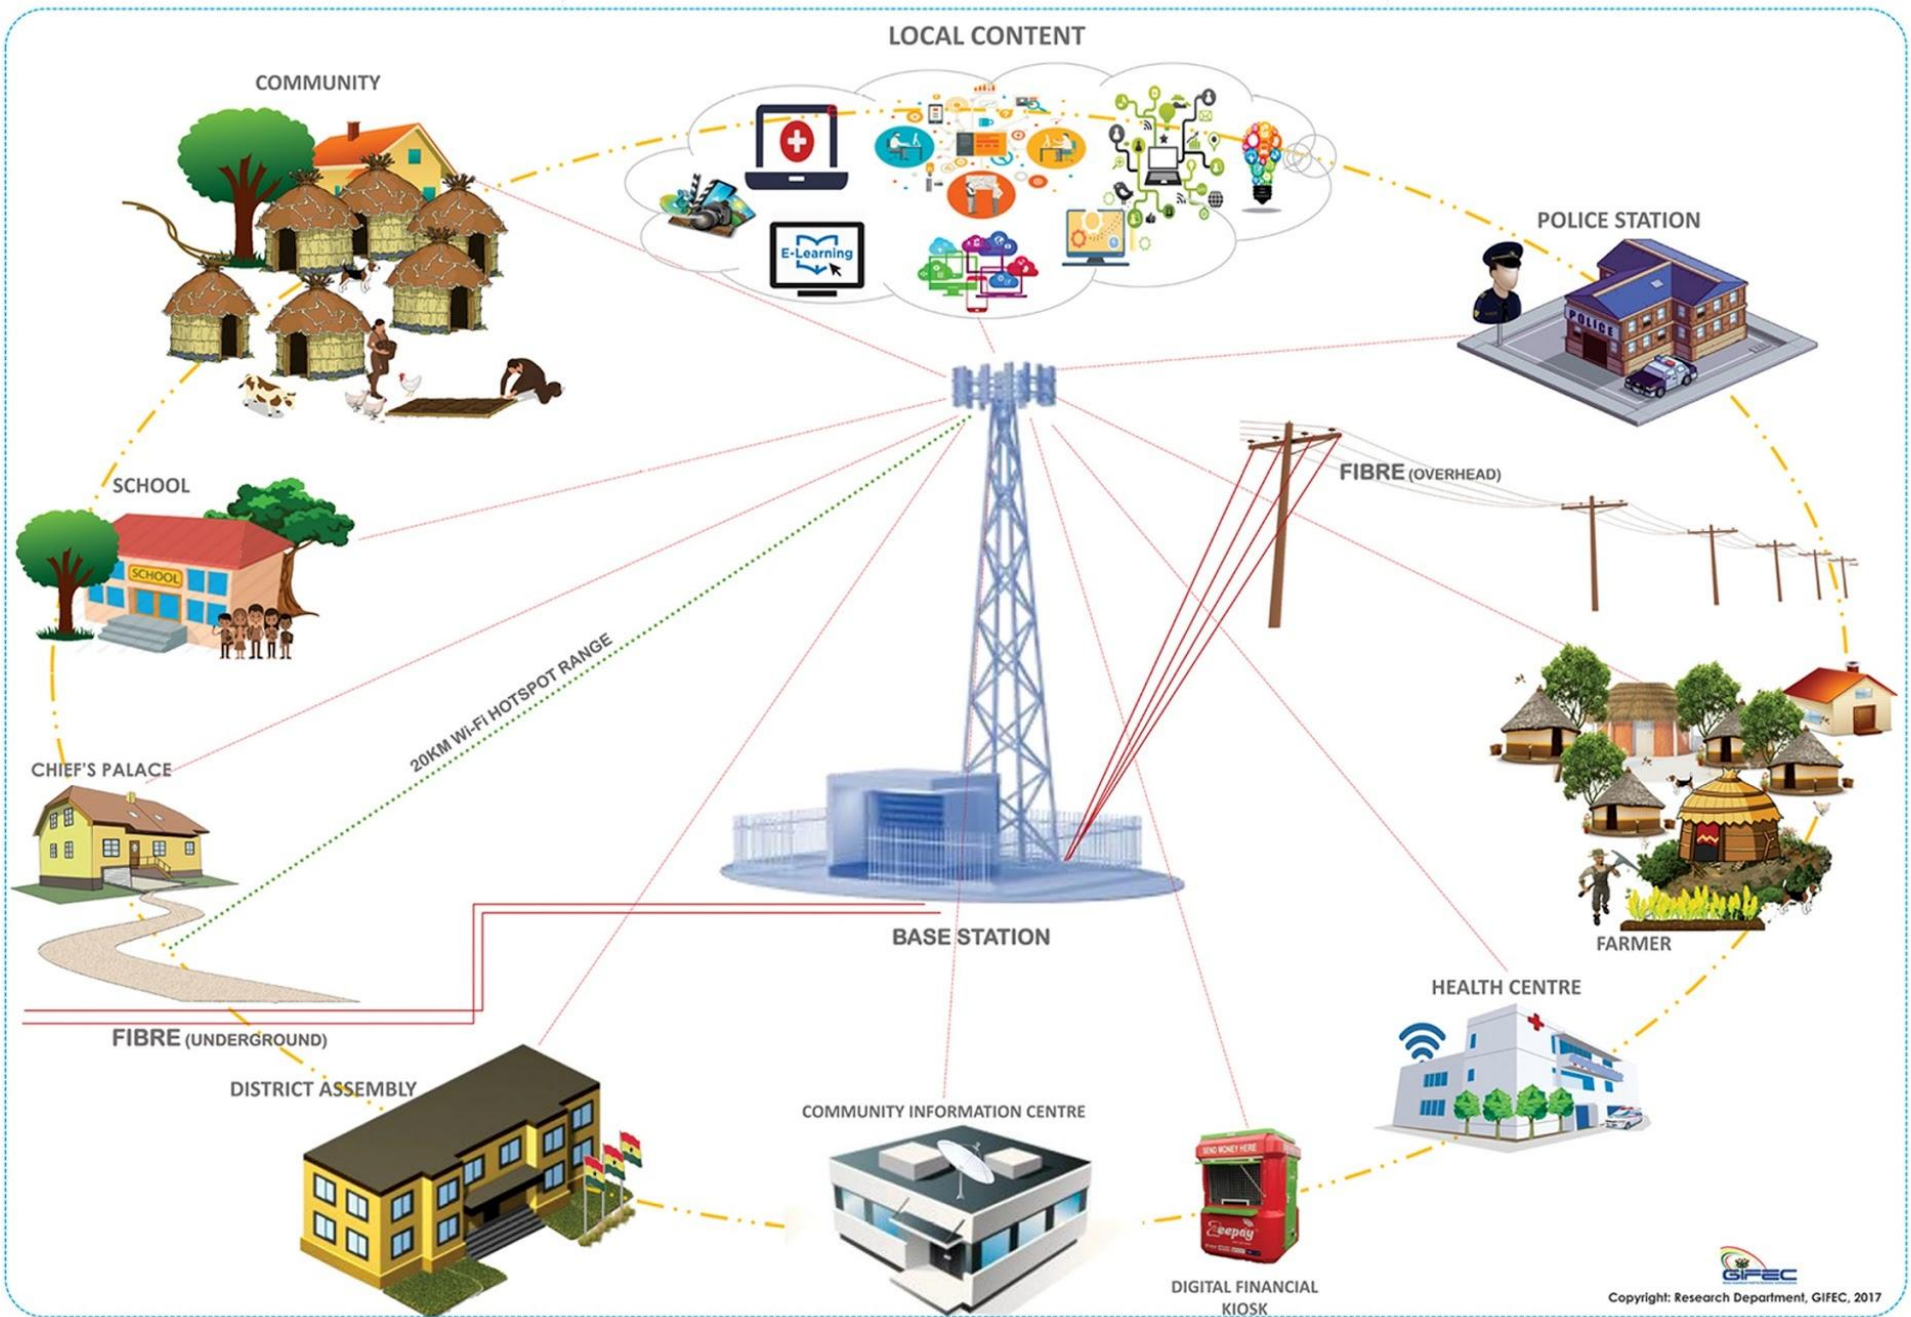 LOCAL CONTENT
COMMUNITY
E-Learning
POLICE STATION
POLICE
FIBRE (OVERHEAD)
SCHOOL
SCHOOL
20KM Wi-Fi HOTSPOT RANGE
CHIEF'S PALACE
BASE STATION
FARMER
HEALTH CENTRE
FIBRE (UNDERGROUND)
DISTRICT ASSEMBLY
COMMUNITY INFORMATION CENTRE
SEND MONEY HERE
Zeepay
DIGITAL FINANCIAL
KIOSK
GIFEC
Copyright: Research Department, GIFEC, 2017